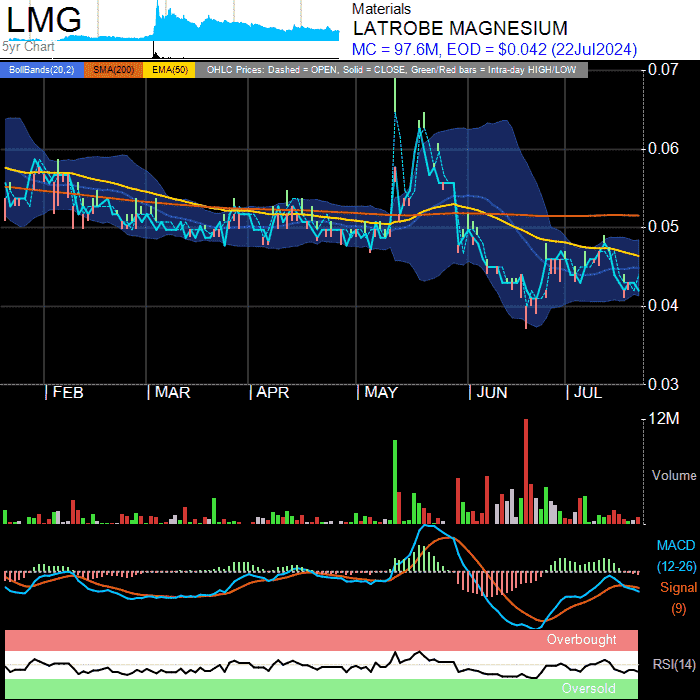 LMG
5yr Chart
Materials
LATROBE MAGNESIUM
MC = 97.6M, EOD = $0.042 (22Jul2024)
BollBands(20,2) SMA(200) EMA(50) OHLC Prices: Dashed = OPEN, Solid = CLOSE, Green/Red bars = Intra-day HIGH/LOW
0.07
0.06
0.05
0.04
0.03
FEB MAR APR MAY JUN JUL
12M
Volume
MACD
(12-26)
Signal
(9)
Overbought
RSI(14)
Oversold